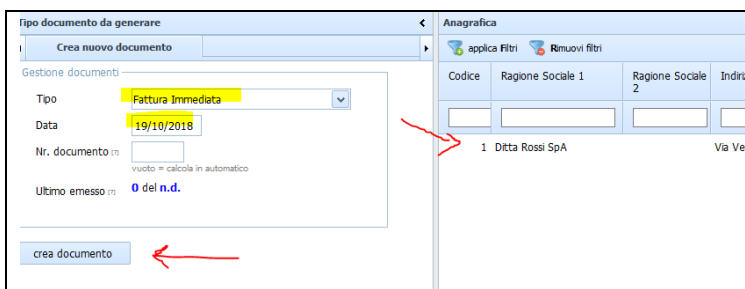 Tipo documento da generare
Crea nuovo documento
Gestione documenti
Tipo
Fattura Immediata
Data
19/10/2018
Nr. documento [?]
vuoto = calcola in automatico
Ultimo emesso [?]
0 del n.d.
crea documento
Anagrafica
applica Filtri
Rimuovi filtri
Codice
Ragione Sociale 1
Ragione Sociale 2
1
Ditta Rossi SpA
Via